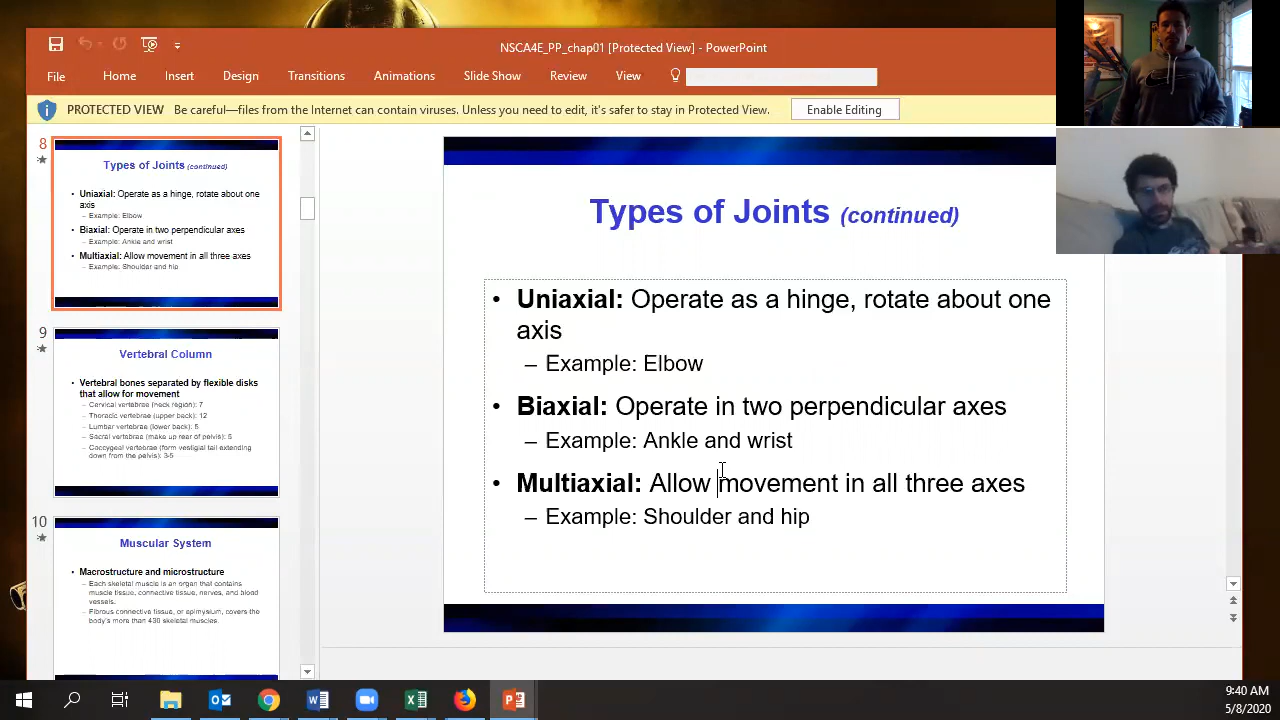 NSCA4E_PP_chap01 [Protected View] - PowerPoint
File Home Insert Design Transitions Animations Slide Show Review View
PROTECTED VIEW Be careful—files from the Internet can contain viruses. Unless you need to edit, it's safer to stay in Protected View. Enable Editing
8
Types of Joints (continued)
• Uniaxial: Operate as a hinge, rotate about one
axis
– Example: Elbow
• Biaxial: Operate in two perpendicular axes
– Example: Ankle and wrist
• Multiaxial: Allow movement in all three axes
– Example: Shoulder and hip
9
Vertebral Column
• Vertebral bones separated by flexible disks
that allow for movement
– Cervical vertebrae (neck region): 7
– Thoracic vertebrae (upper back): 12
– Lumbar vertebrae (lower back): 5
– Sacral vertebrae (make up rear of pelvis): 5
– Coccygeal vertebrae (form vestigial tail extending
down from the pelvis): 3-5
10
Muscular System
• Macrostructure and microstructure
– Each skeletal muscle is an organ that contains
muscle tissue, connective tissue, nerves, and blood
vessels.
– Fibrous connective tissue, or epimysium, covers the
body's more than 430 skeletal muscles.
Types of Joints (continued)
• Uniaxial: Operate as a hinge, rotate about one
axis
– Example: Elbow
• Biaxial: Operate in two perpendicular axes
– Example: Ankle and wrist
• Multiaxial: Allow movement in all three axes
– Example: Shoulder and hip
9:40 AM
5/8/2020